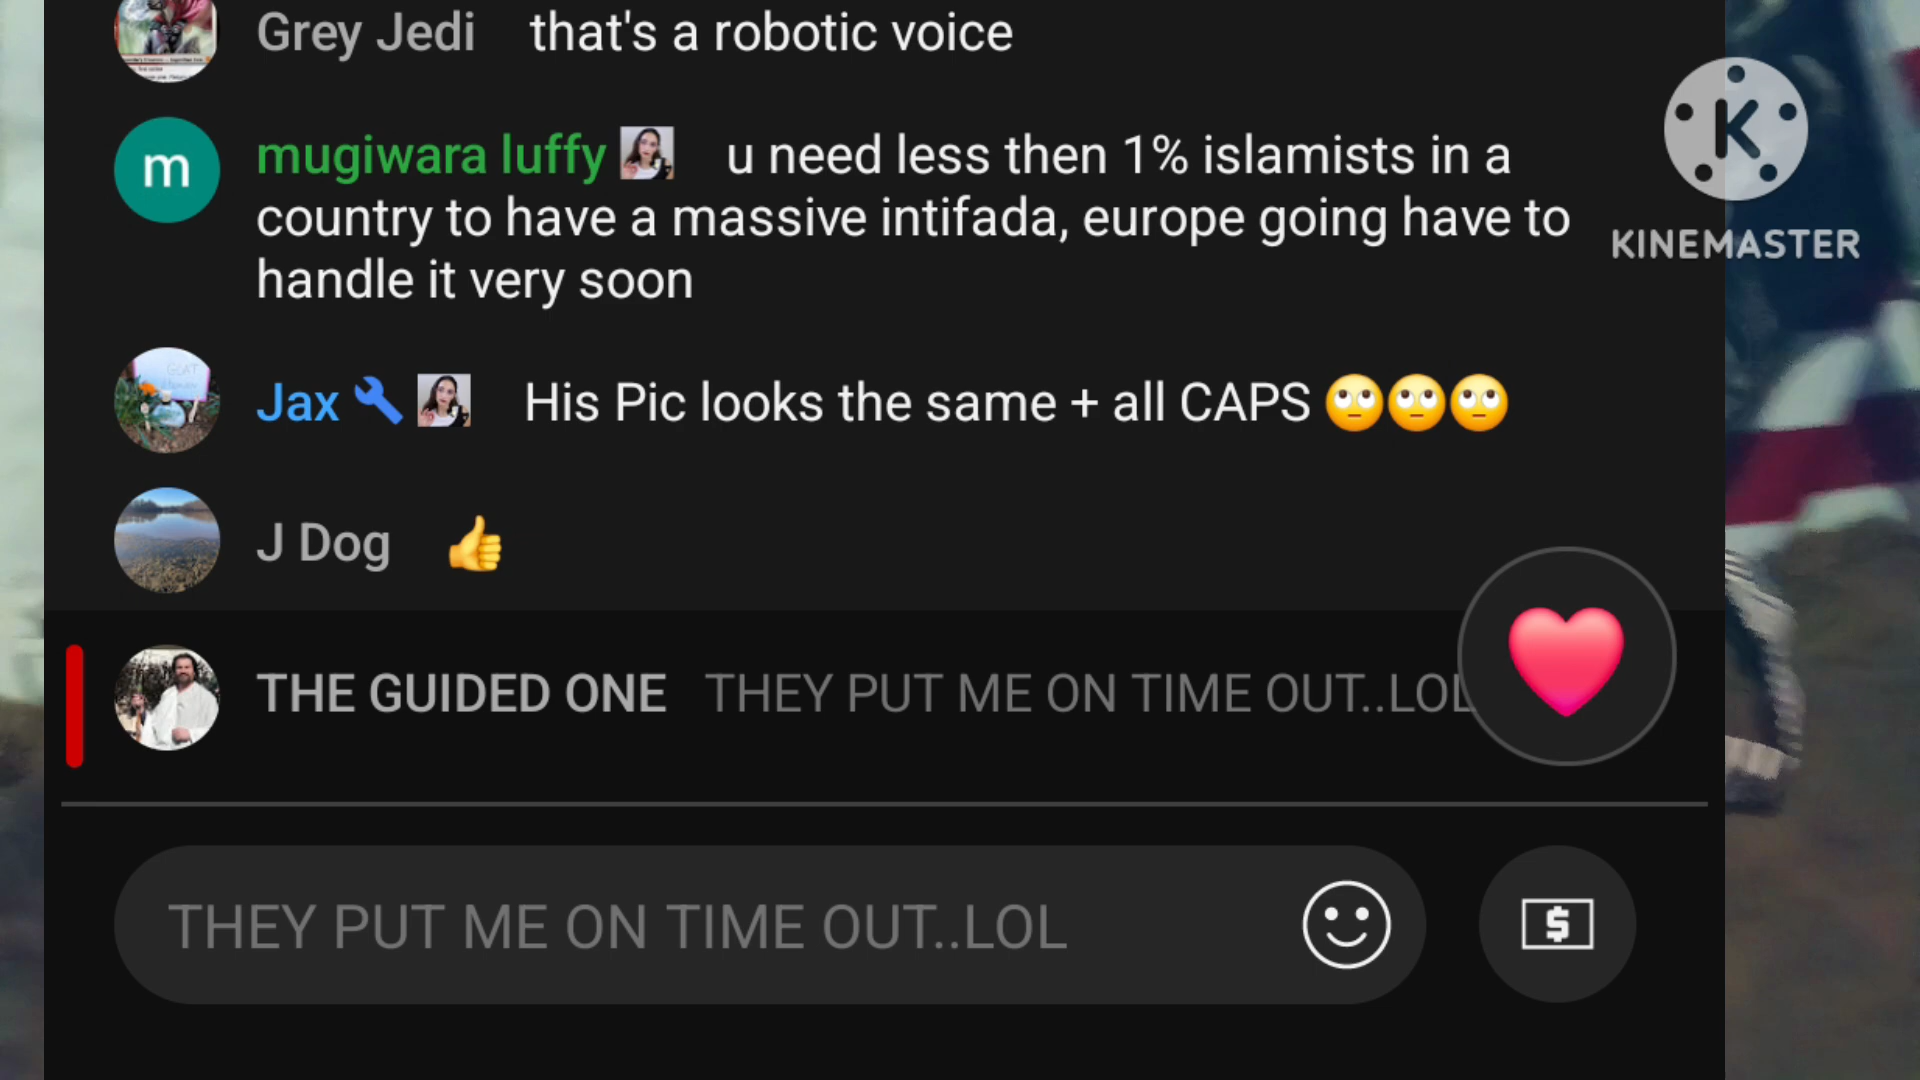 Grey Jedi that's a robotic voice
m mugiwara luffy u need less then 1% islamists in a
country to have a massive intifada, europe going have to
handle it very soon
K
KINEMASTER
Jax His Pic looks the same + all CAPS 🙄🙄🙄
J Dog 👍
THE GUIDED ONE THEY PUT ME ON TIME OUT..LOL
THEY PUT ME ON TIME OUT..LOL
$